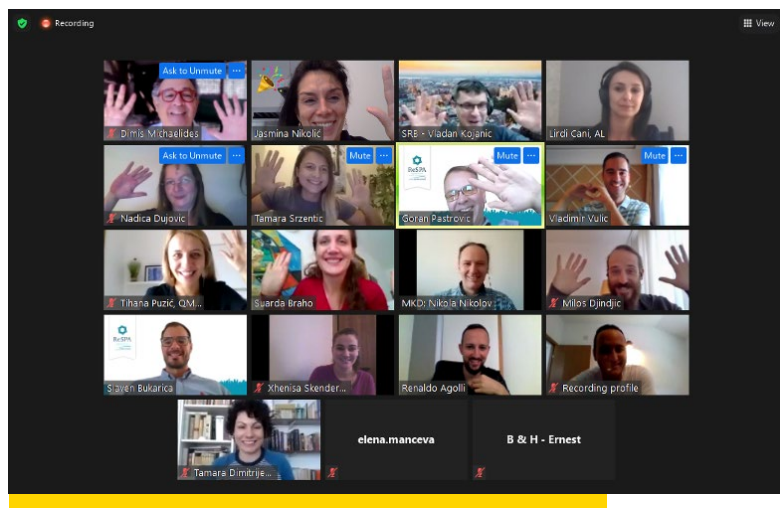 Recording
View
Ask to Unmute ...
Dimis Michaelides
Jasmina Nikolić
SRB - Vladan Kojanic
Lirdi Cani, AL
Ask to Unmute ...
Nadica Dujovic
Mute ...
Tamara Srzentic
ReSPA
Mute ...
Goran Pastrovic
Mute ...
Vladimir Vulic
Tihana Puzić, QM...
Suarda Braho
MKD: Nikola Nikolov
Milos Djindjic
ReSPA
Slaven Bukarica
Xhenisa Skender...
Renaldo Agolli
Recording profile
Tamara Dimitrije...
elena.manceva
B & H - Ernest